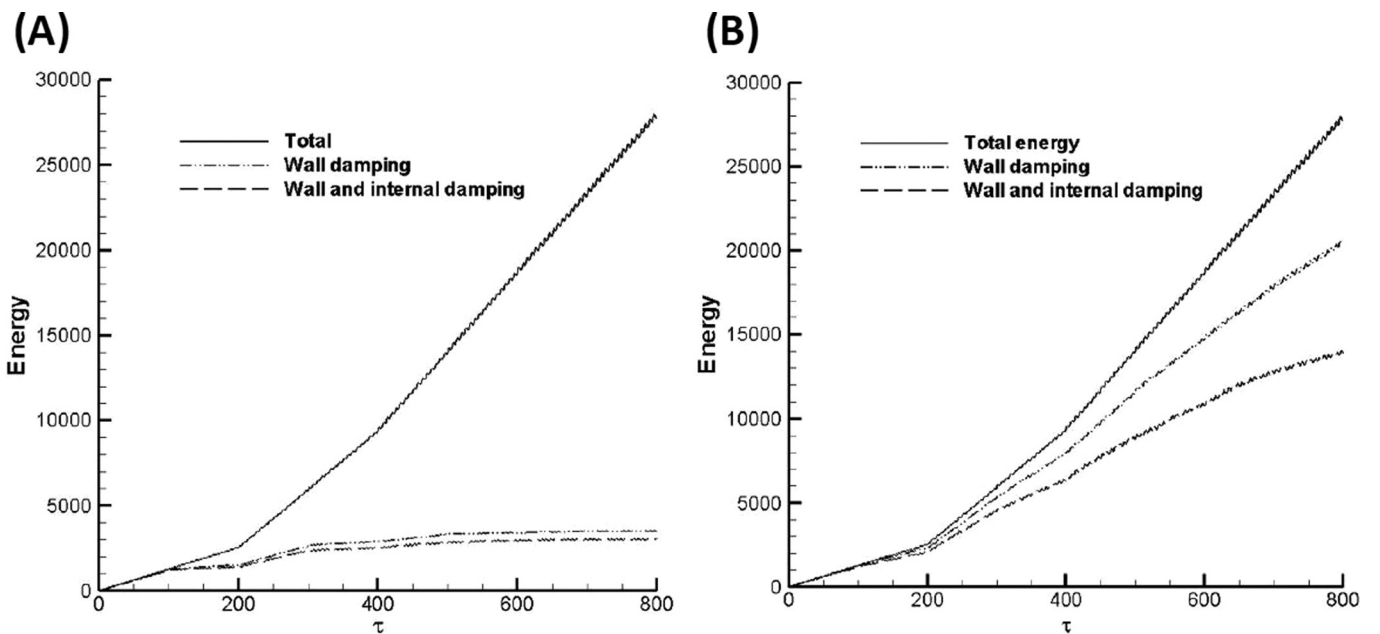 (A)
30000
25000
20000
15000
10000
5000
0
Energy
Total
Wall damping
Wall and internal damping
0 200 400 600 800
τ
(B)
30000
25000
20000
15000
10000
5000
0
Energy
Total energy
Wall damping
Wall and internal damping
0 200 400 600 800
τ